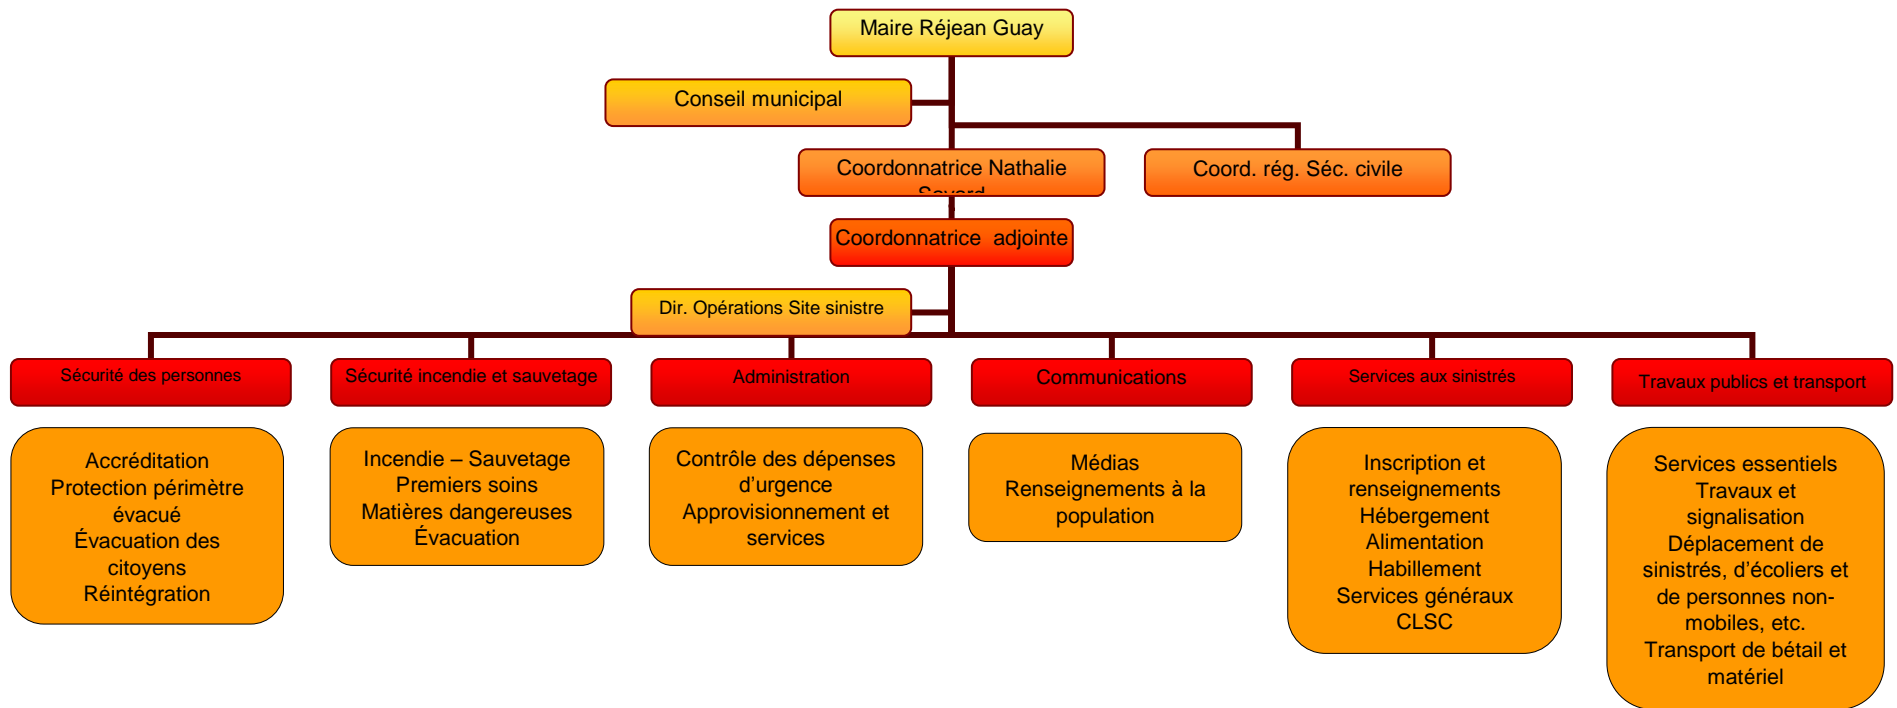 Maire Réjean Guay
Conseil municipal
Coordonnatrice Nathalie
Coord. rég. Séc. civile
Coordonnatrice  adjointe
Dir. Opérations Site sinistre
Sécurité des personnes
Sécurité incendie et sauvetage
Administration
Communications
Services aux sinistrés
Travaux publics et transport
Accréditation
Protection périmètre
évacué
Évacuation des
citoyens
Réintégration
Incendie – Sauvetage
Premiers soins
Matières dangereuses
Évacuation
Contrôle des dépenses
d’urgence
Approvisionnement et
services
Médias
Renseignements à la
population
Inscription et
renseignements
Hébergement
Alimentation
Habillement
Services généraux
CLSC
Services essentiels
Travaux et
signalisation
Déplacement de
sinistrés, d’écoliers et
de personnes non-
mobiles, etc.
Transport de bétail et
matériel